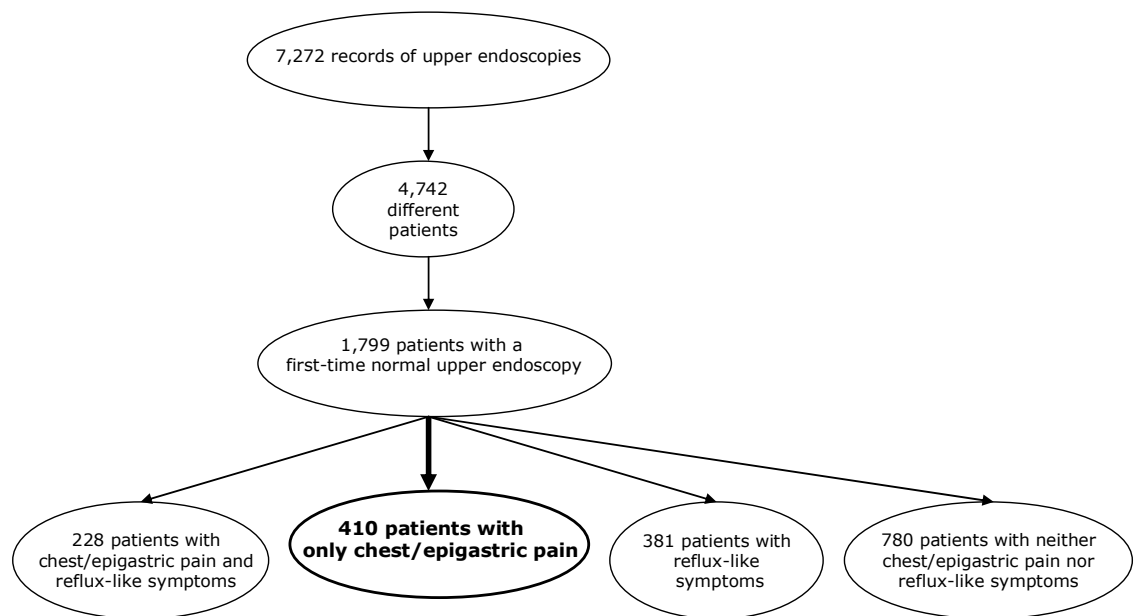 7,272 records of upper endoscopies
4,742
different
patients
1,799 patients with a
first-time normal upper endoscopy
228 patients with
chest/epigastric pain and
reflux-like symptoms
410 patients with
only chest/epigastric pain
381 patients with
reflux-like
symptoms
780 patients with neither
chest/epigastric pain nor
reflux-like symptoms